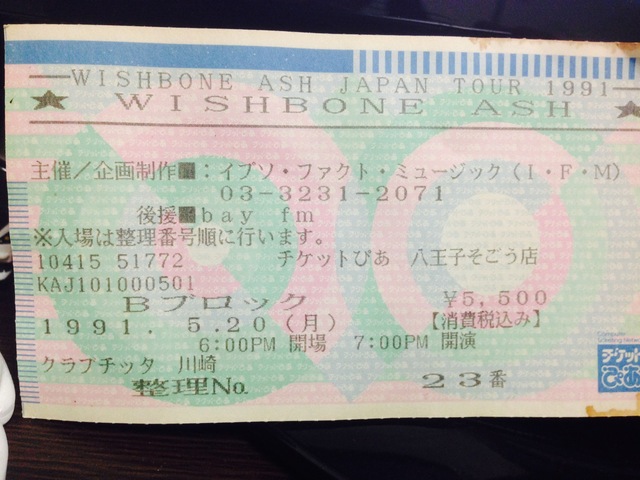 WISHBONE ASH JAPAN TOUR 1991
★ WISHBONE ASH ★
主催/企画制作■:イプソ・ファクト・ミュージック(I・F・M)
03-3231-2071
後援■bay fm
※入場は整理番号順に行います。
10415 51772 チケットぴあ 八王子そごう店
KAJ101000501
Bブロック ¥5,500
1991. 5.20(月) 【消費税込み】
6:00PM 開場 7:00PM 開演
クラブチッタ 川崎
整理No. 23番
チケット
ぴあ